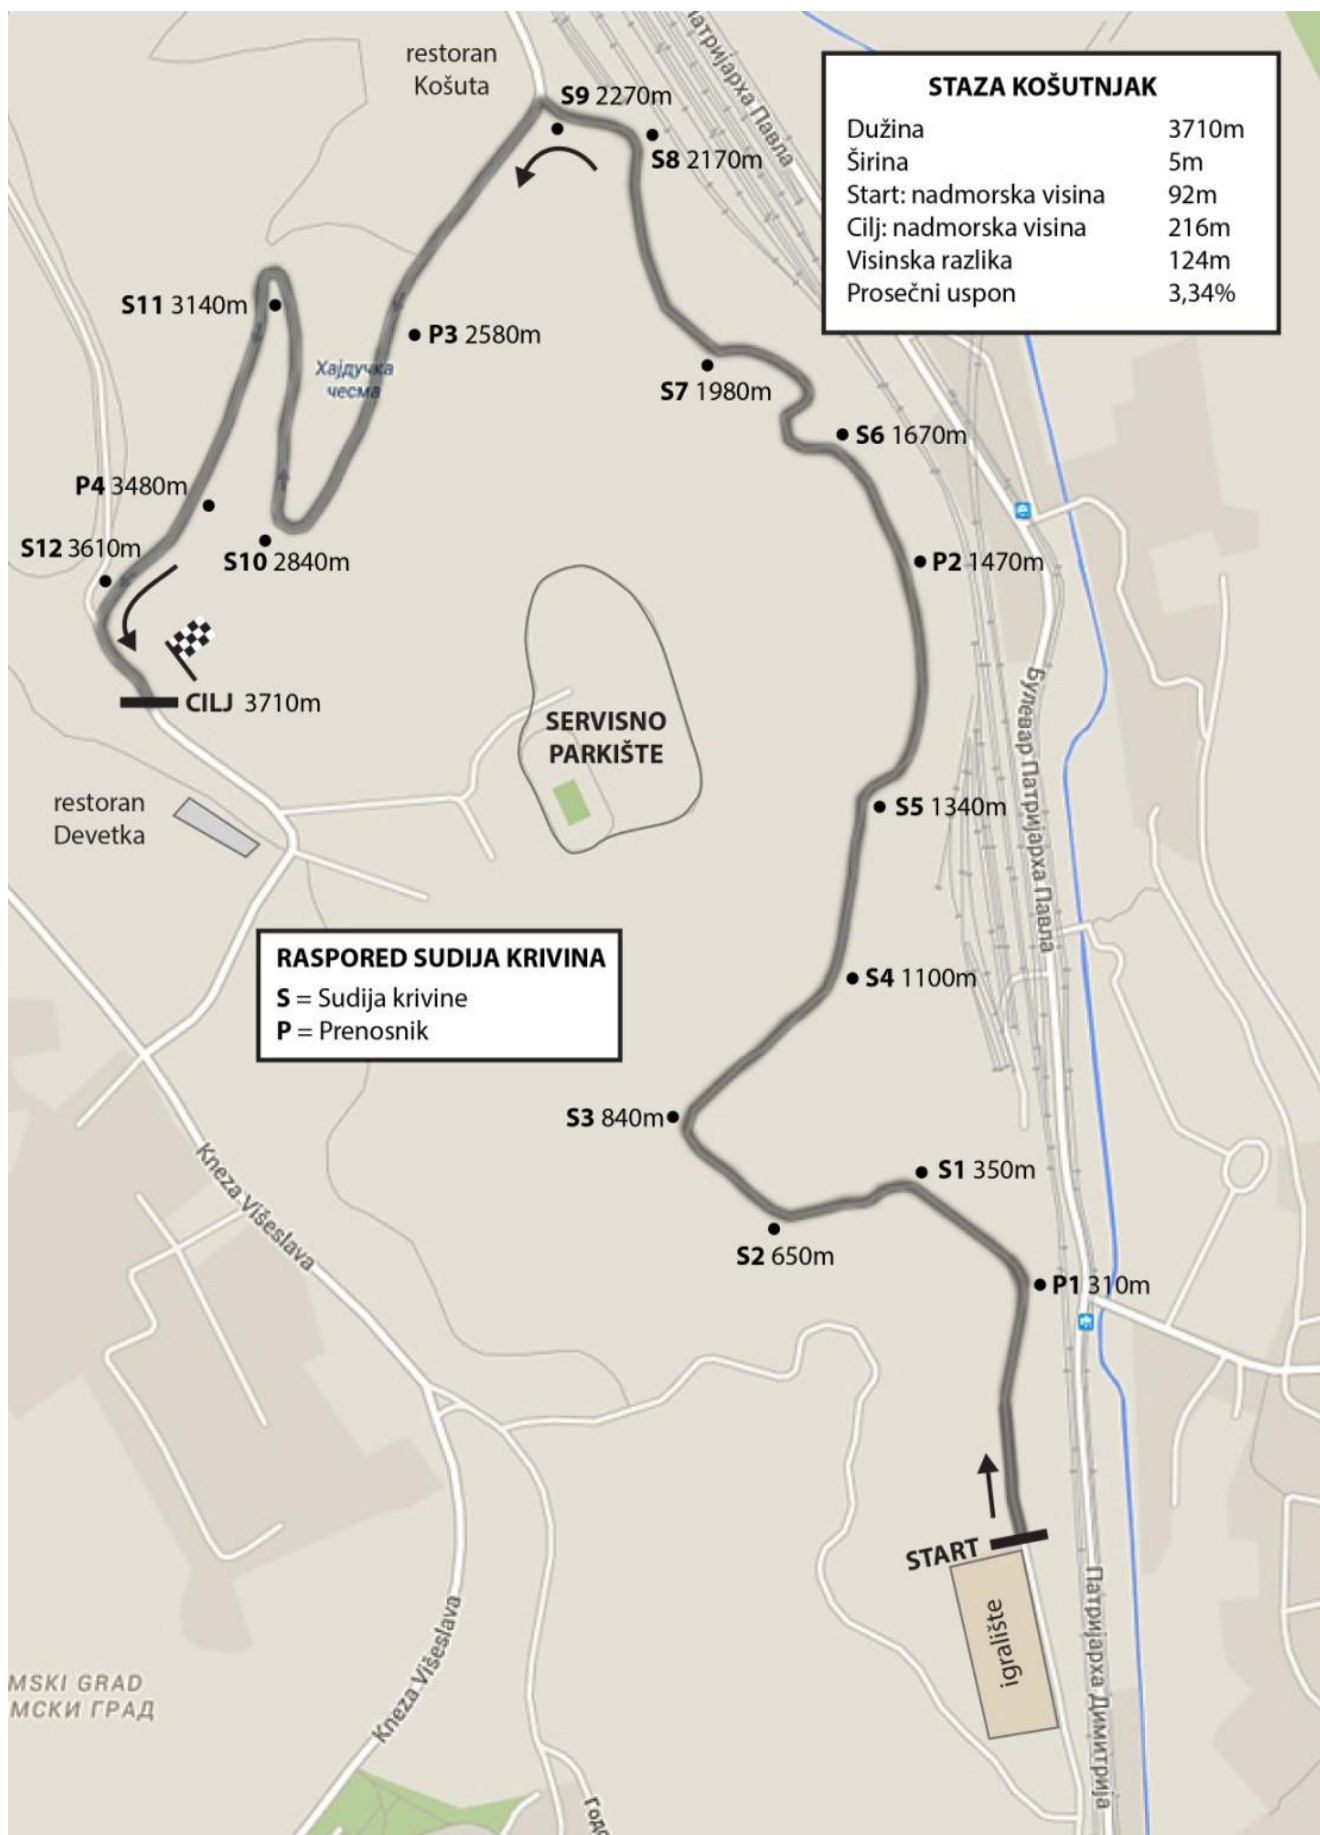 restoran
Košuta
S9 2270m
S8 2170m
Патријарха Павла
STAZA KOŠUTNJAK
Dužina 3710m
Širina 5m
Start: nadmorska visina 92m
Cilj: nadmorska visina 216m
Visinska razlika 124m
Prosečni uspon 3,34%
S11 3140m
P3 2580m
Хајдучка
чесма
S7 1980m
S6 1670m
P4 3480m
S12 3610m
S10 2840m
P2 1470m
CILJ 3710m
SERVISNO
PARKIŠTE
Булевар Патријарха Павла
restoran
Devetka
S5 1340m
RASPORED SUDIJA KRIVINA
S = Sudija krivine
P = Prenosnik
S4 1100m
S3 840m
S1 350m
Kneza Višeslava
S2 650m
P1 310m
START
igralište
Патријарха Димитрија
Kneza Višeslava
MSKI GRAD
МСКИ ГРАД